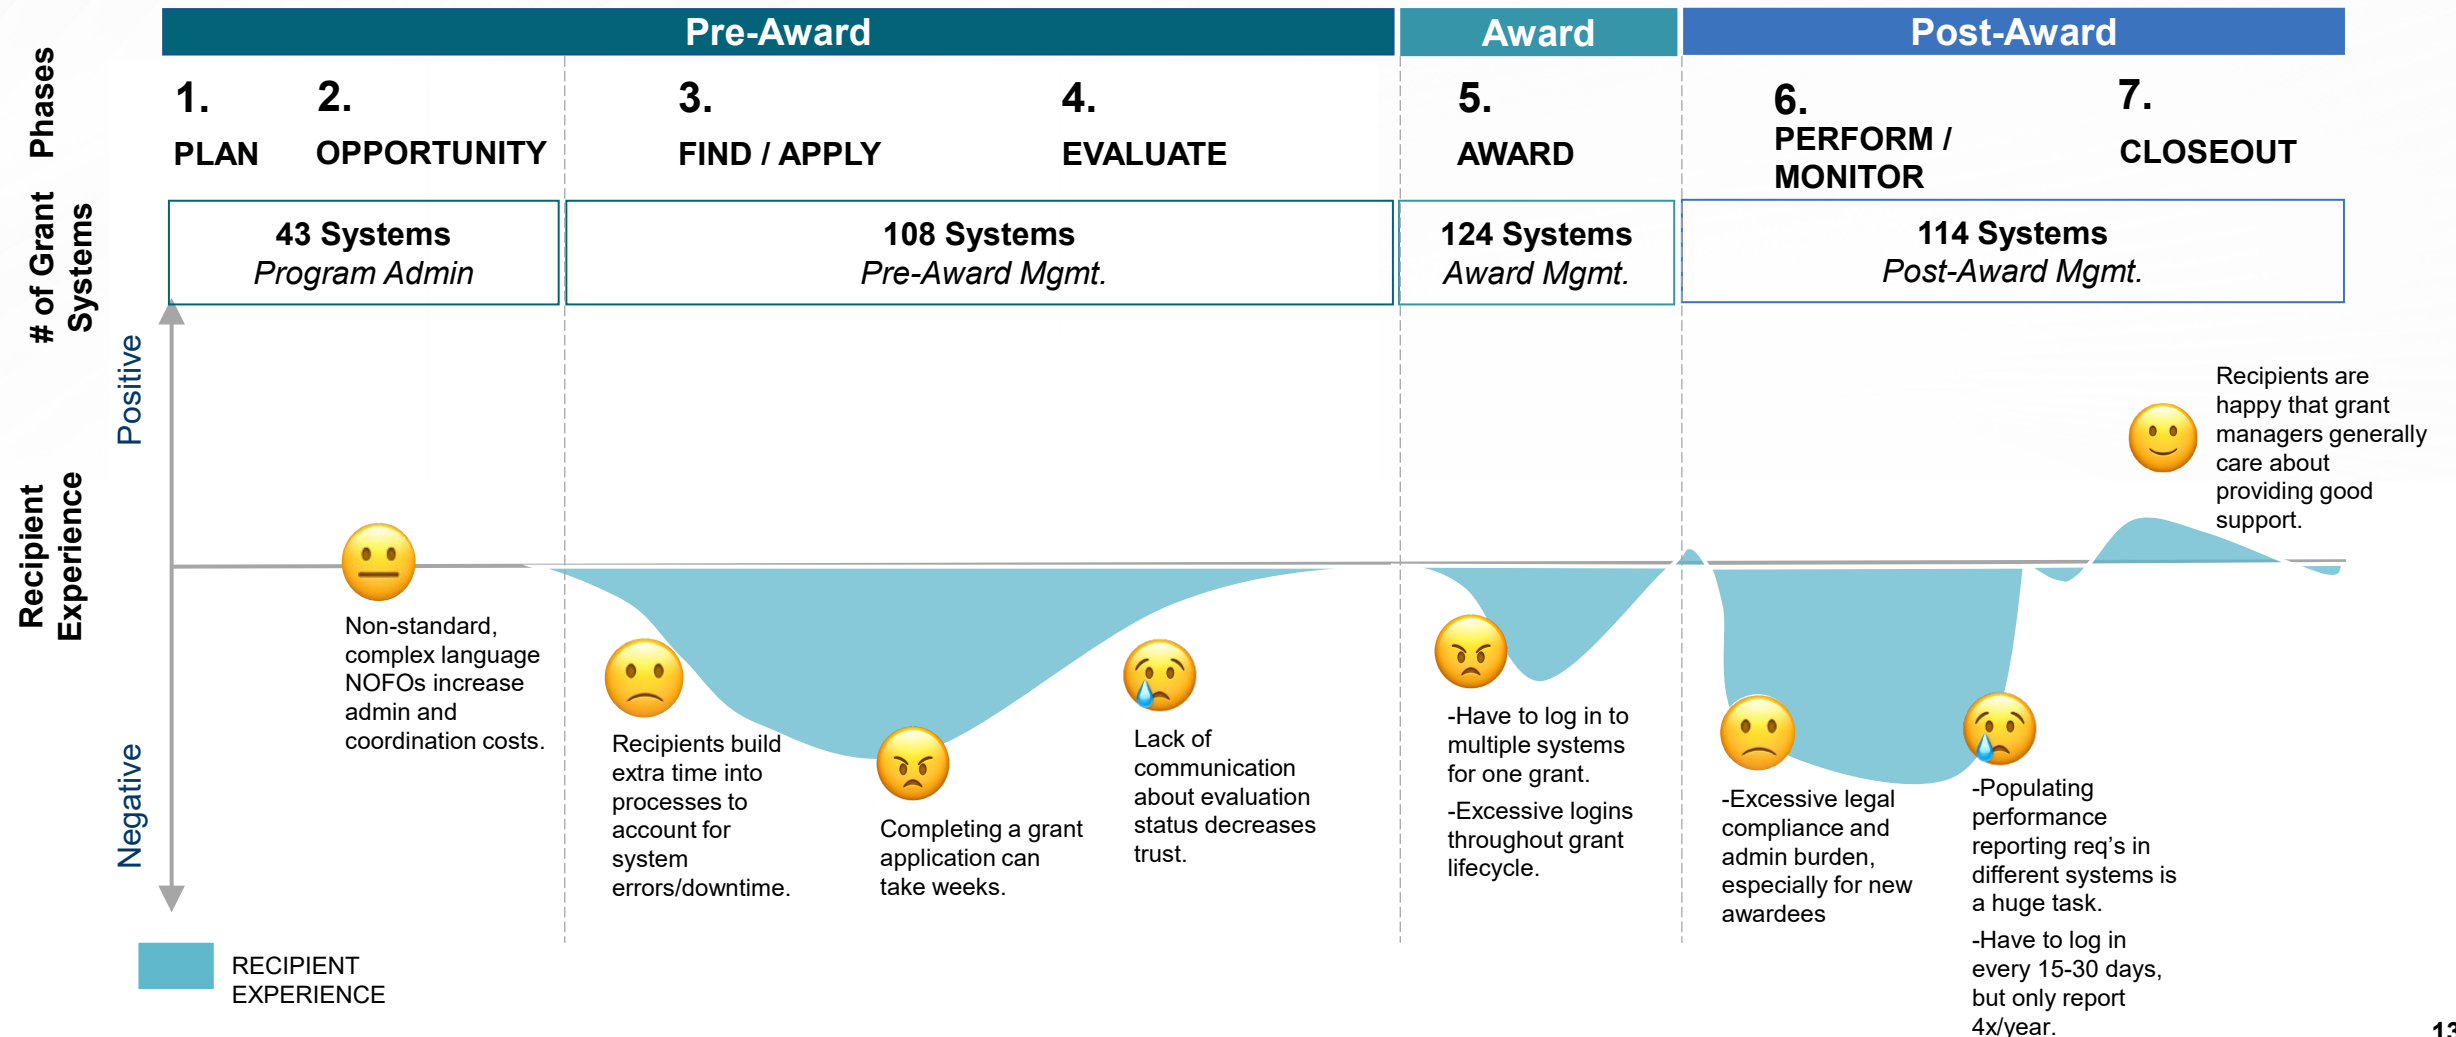 Pre-Award
Award
Post-Award
Phases
1.
PLAN
2.
OPPORTUNITY
3.
FIND / APPLY
4.
EVALUATE
5.
AWARD
6.
PERFORM /
MONITOR
7.
CLOSEOUT
# of Grant
Systems
43 Systems
Program Admin
108 Systems
Pre-Award Mgmt.
124 Systems
Award Mgmt.
114 Systems
Post-Award Mgmt.
Recipient
Experience
Positive
Negative
Non-standard,
complex language
NOFOs increase
admin and
coordination costs.
Recipients build
extra time into
processes to
account for
system
errors/downtime.
Completing a grant
application can
take weeks.
Lack of
communication
about evaluation
status decreases
trust.
-Have to log in to
multiple systems
for one grant.
-Excessive logins
throughout grant
lifecycle.
-Excessive legal
compliance and
admin burden,
especially for new
awardees
-Populating
performance
reporting req’s in
different systems is
a huge task.
-Have to log in
every 15-30 days,
but only report
4x/year.
Recipients are
happy that grant
managers generally
care about
providing good
support.
RECIPIENT
EXPERIENCE
13